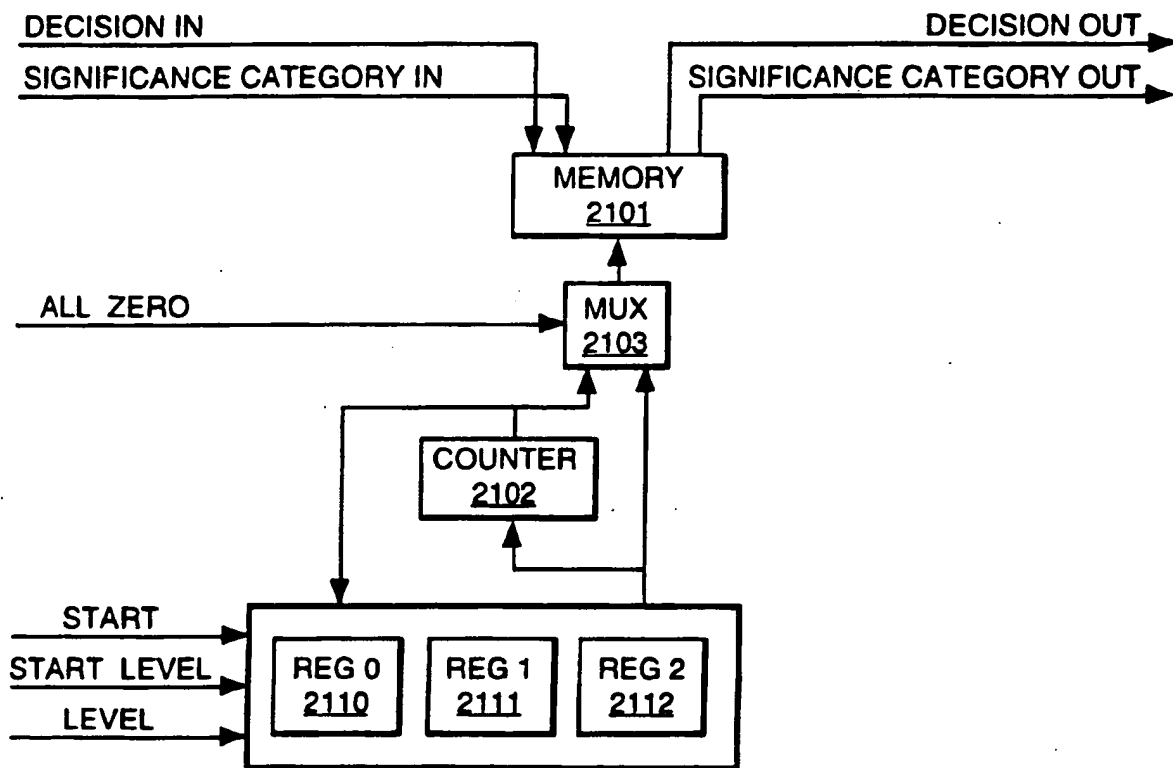 DECISION IN
DECISION OUT
SIGNIFICANCE CATEGORY IN
SIGNIFICANCE CATEGORY OUT
MEMORY
2101
ALL ZERO
MUX
2103
COUNTER
2102
START
START LEVEL
LEVEL
REG 0
2110
REG 1
2111
REG 2
2112